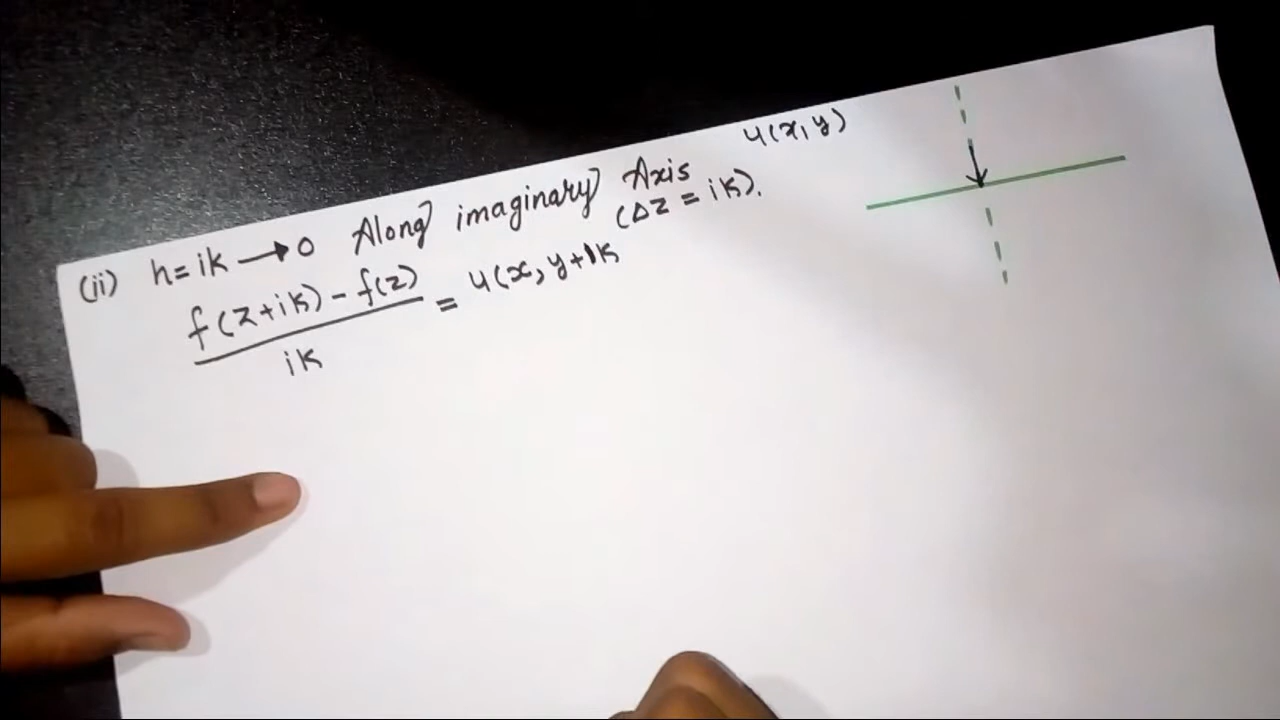 u(x, y)
(ii) h = ik → 0 Along imaginary Axis
(Δz = ik).
f(z+ik) - f(z) / ik = u(x, y+ik